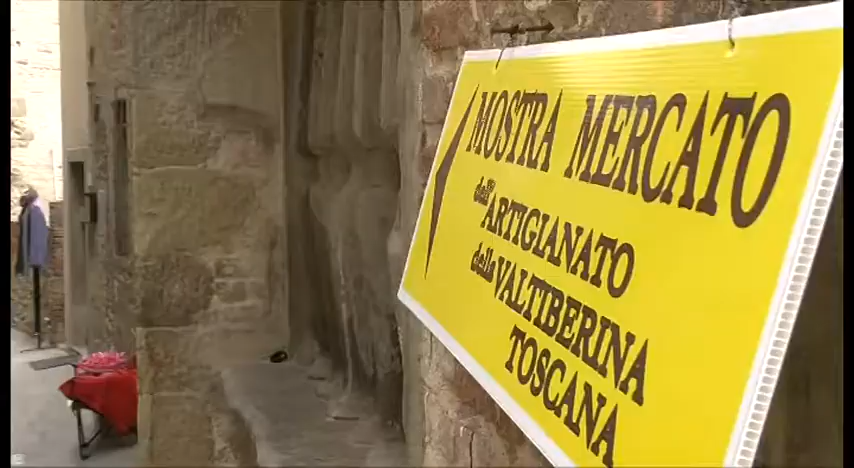 MOSTRA MERCATO
dell'ARTIGIANATO
della VALTIBERINA
TOSCANA